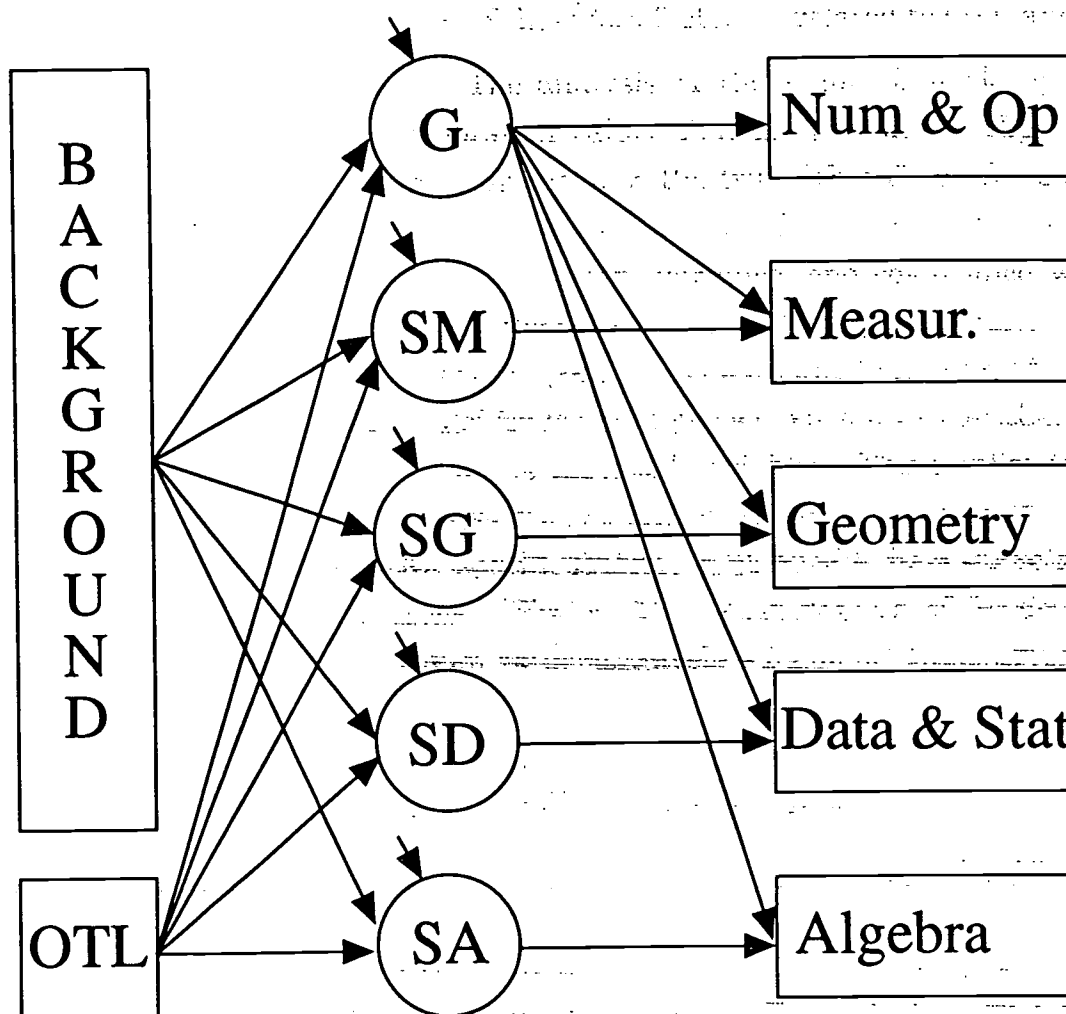 BACKGROUND
OTL
G
SM
SG
SD
SA
Num & Op
Measur.
Geometry
Data & Stat
Algebra